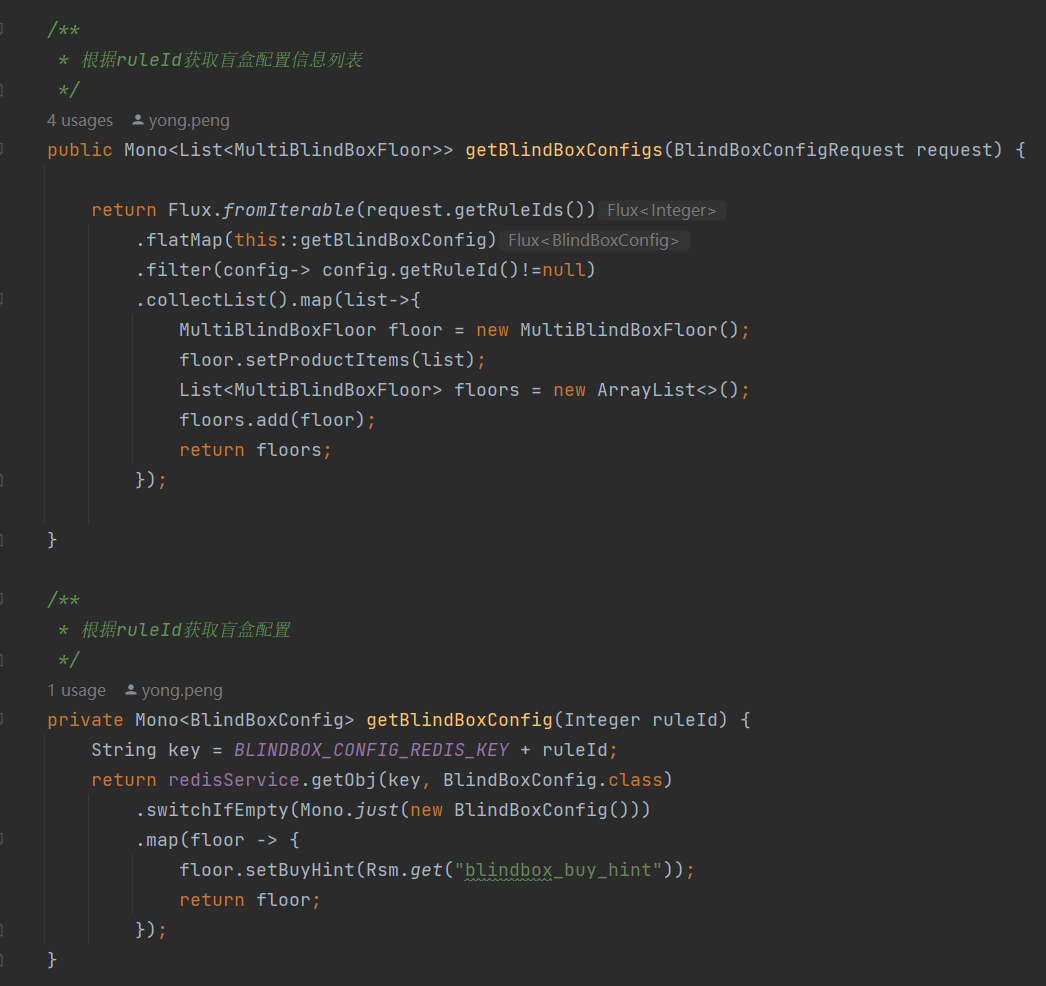 /**
 * 根据ruleId获取盲盒配置信息列表
 */
4 usages yong.peng
public Mono<List<MultiBlindBoxFloor>> getBlindBoxConfigs(BlindBoxConfigRequest request) {
return Flux.fromIterable(request.getRuleIds()) Flux<Integer>
.flatMap(this::getBlindBoxConfig) Flux<BlindBoxConfig>
.filter(config-> config.getRuleId()!=null)
.collectList().map(list->{
MultiBlindBoxFloor floor = new MultiBlindBoxFloor();
floor.setProductItems(list);
List<MultiBlindBoxFloor> floors = new ArrayList<>();
floors.add(floor);
return floors;
});
}
/**
 * 根据ruleId获取盲盒配置
 */
1 usage yong.peng
private Mono<BlindBoxConfig> getBlindBoxConfig(Integer ruleId) {
String key = BLINDBOX_CONFIG_REDIS_KEY + ruleId;
return redisService.getObj(key, BlindBoxConfig.class)
.switchIfEmpty(Mono.just(new BlindBoxConfig()))
.map(floor -> {
floor.setBuyHint(Rsm.get("blindbox_buy_hint"));
return floor;
});
}